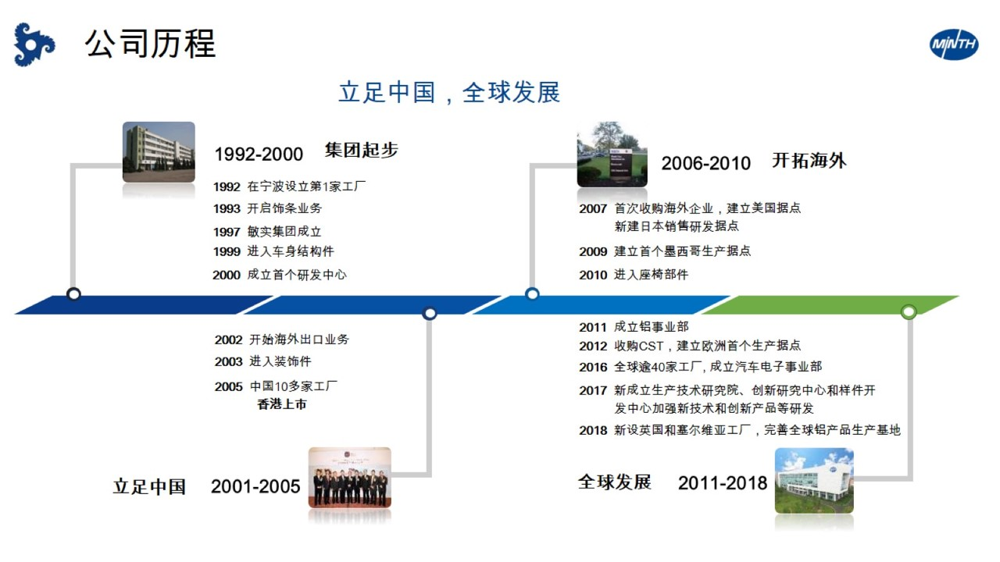 公司历程
MINTH
立足中国，全球发展
1992-2000 集团起步
1992 在宁波设立第1家工厂
1993 开启饰条业务
1997 敏实集团成立
1999 进入车身结构件
2000 成立首个研发中心
2006-2010 开拓海外
2007 首次收购海外企业，建立美国据点
新建日本销售研发据点
2009 建立首个墨西哥生产据点
2010 进入座椅部件
2002 开始海外出口业务
2003 进入装饰件
2005 中国10多家工厂
香港上市
立足中国 2001-2005
2011 成立铝事业部
2012 收购CST，建立欧洲首个生产据点
2016 全球逾40家工厂, 成立汽车电子事业部
2017 新成立生产技术研究院、创新研究中心和样件开
发中心加强新技术和创新产品等研发
2018 新设英国和塞尔维亚工厂，完善全球铝产品生产基地
全球发展 2011-2018